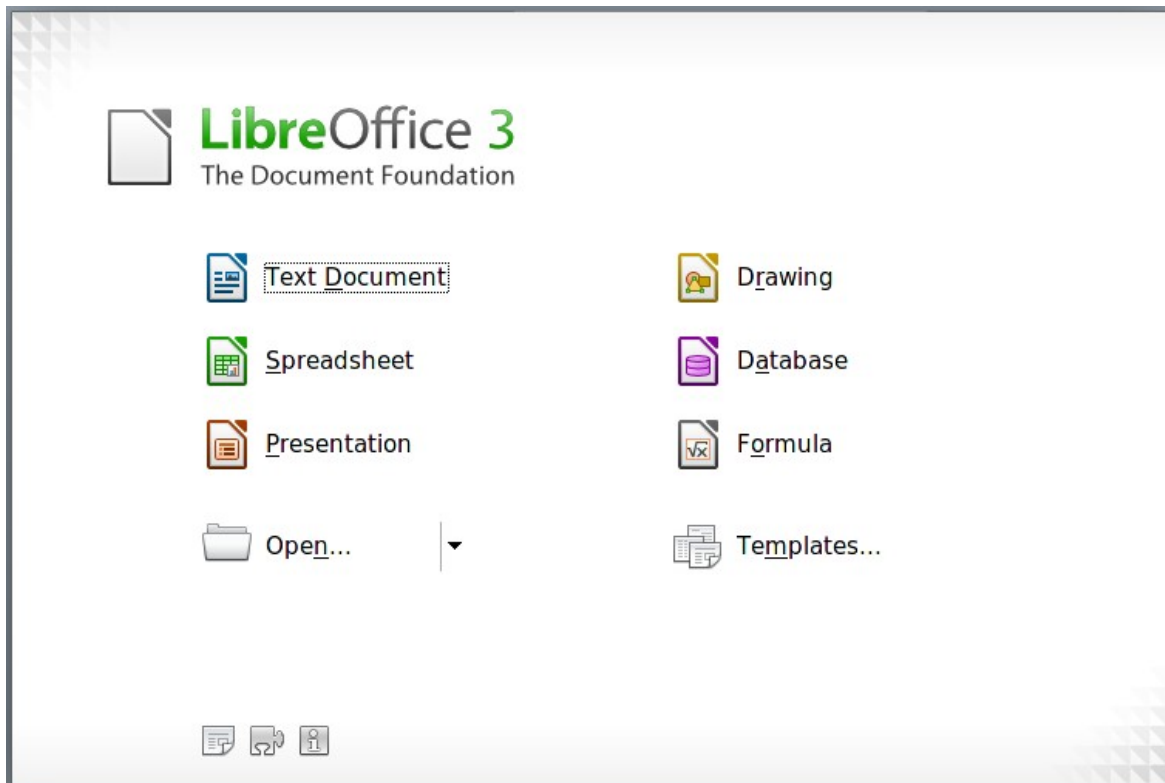 LibreOffice 3
The Document Foundation
Text Document
Drawing
Spreadsheet
Database
Presentation
Formula
Open...
Templates...